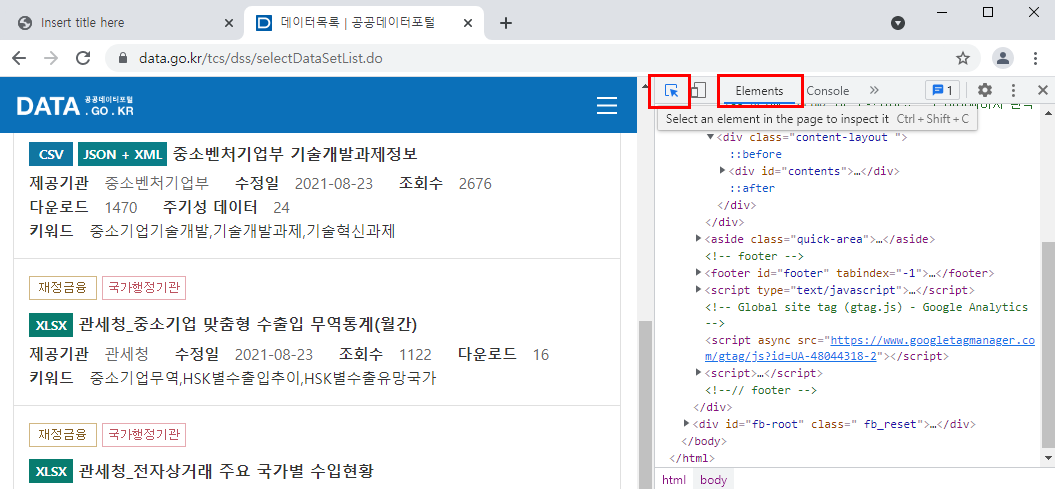 Insert title here
데이터목록 | 공공데이터포털
data.go.kr/tcs/dss/selectDataSetList.do
DATA 공공데이터포털 .GO.KR
CSV JSON + XML 중소벤처기업부 기술개발과제정보
제공기관 중소벤처기업부 수정일 2021-08-23 조회수 2676
다운로드 1470 주기성 데이터 24
키워드 중소기업기술개발,기술개발과제,기술혁신과제
재정금융 국가행정기관
XLSX 관세청_중소기업 맞춤형 수출입 무역통계(월간)
제공기관 관세청 수정일 2021-08-23 조회수 1122 다운로드 16
키워드 중소기업무역,HSK별수출입추이,HSK별수출유망국가
재정금융 국가행정기관
XLSX 관세청_전자상거래 주요 국가별 수입현황
Elements Console » 1
Select an element in the page to inspect it Ctrl + Shift + C
▼<div class="content-layout ">
::before
▶<div id="contents">…</div>
::after
</div>
</div>
▶<aside class="quick-area">…</aside>
<!-- footer -->
▶<footer id="footer" tabindex="-1">…</footer>
▶<script type="text/javascript">…</script>
<!-- Global site tag (gtag.js) - Google Analytics
-->
<script async src="https://www.googletagmanager.co
m/gtag/js?id=UA-48044318-2"></script>
▶<script>…</script>
<!--// footer -->
</div>
▶<div id="fb-root" class=" fb_reset">…</div>
</body>
</html>
html body